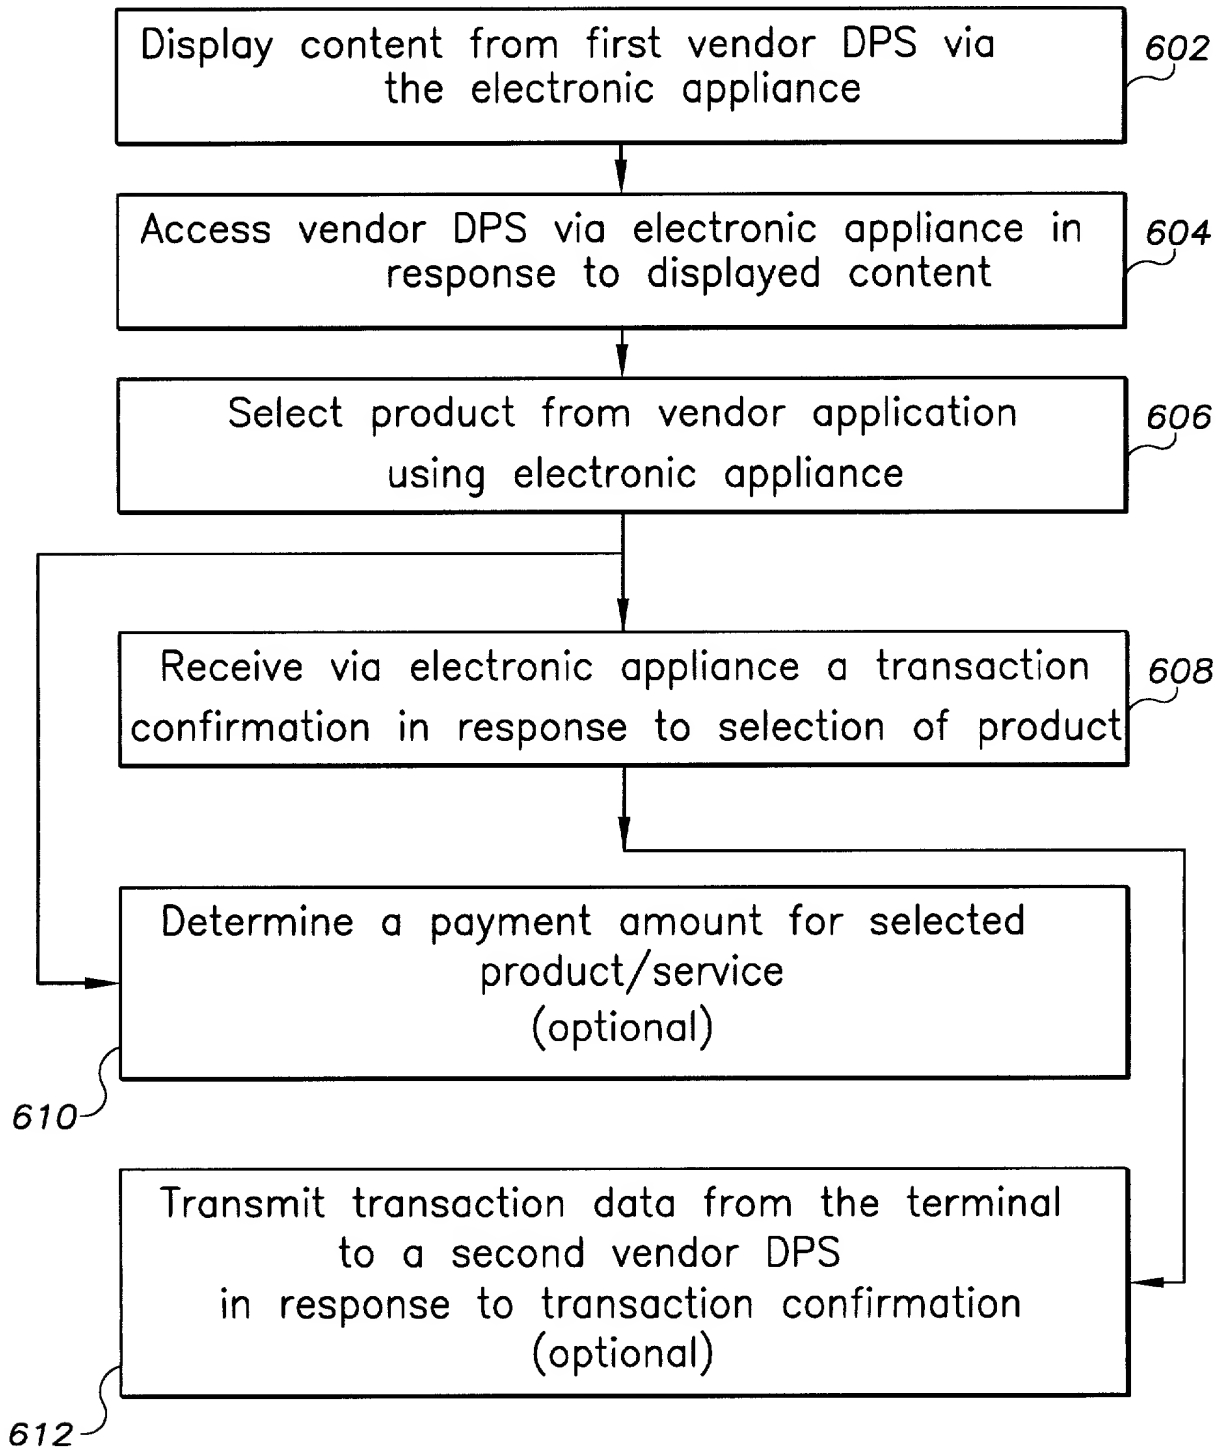 Display content from first vendor DPS via
the electronic appliance
602
Access vendor DPS via electronic appliance in
response to displayed content
604
Select product from vendor application
using electronic appliance
606
Receive via electronic appliance a transaction
confirmation in response to selection of product
608
Determine a payment amount for selected
product/service
(optional)
610
Transmit transaction data from the terminal
to a second vendor DPS
in response to transaction confirmation
(optional)
612